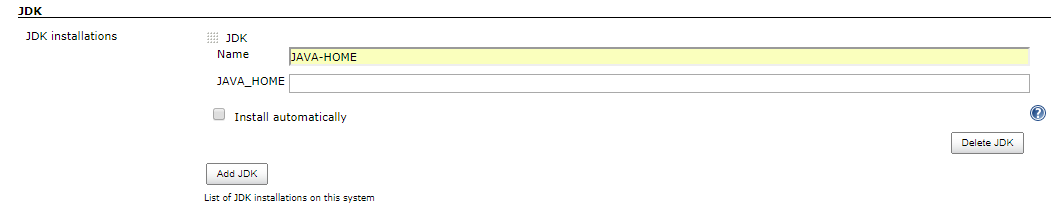 JDK
JDK installations
JDK
Name
JAVA-HOME
JAVA_HOME
Install automatically
?
Delete JDK
Add JDK
List of JDK installations on this system